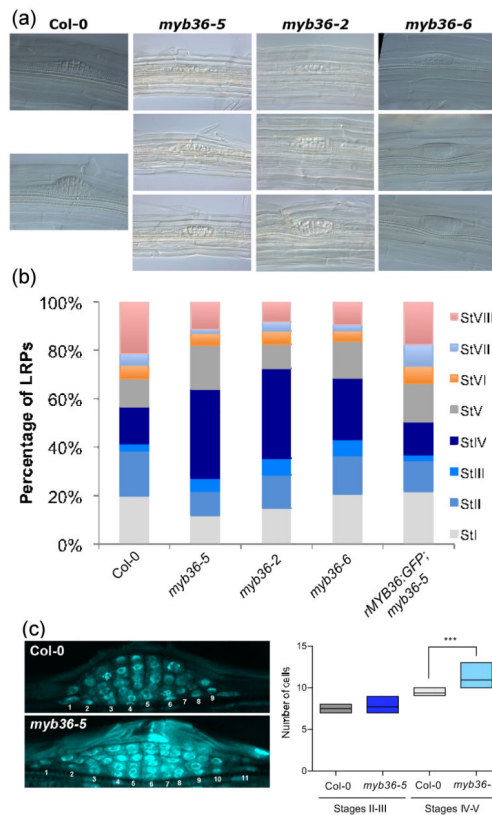 (a)
Col-0 myb36-5 myb36-2 myb36-6
(b)
100%
80%
60%
40%
20%
0%
Percentage of LRPs
StVIII
StVII
StVI
StV
StIV
StIII
StII
StI
Col-0
myb36-5
myb36-2
myb36-6
rMYB36:GFP;
myb36-5
(c)
Col-0
1 2 3 4 5 6 7 8 9
myb36-5
1 2 3 4 5 6 7 8 9 10 11
Number of cells
15
10
5
0
***
Col-0 myb36-5 Col-0
Stages II-III Stages IV-V